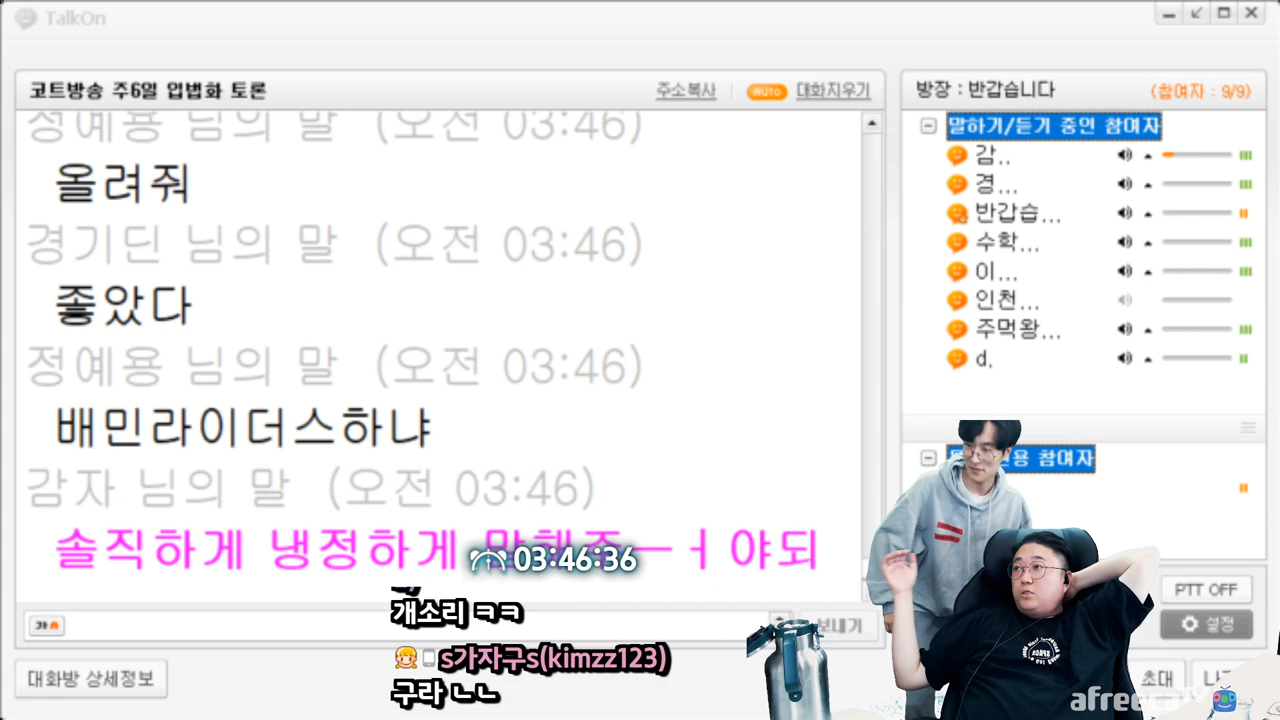 TalkOn
코트방송 주6일 입법화 토론
주소복사
AUTO
대화지우기
정예용 님의 말 (오전 03:46)
올려줘
경기딘 님의 말 (오전 03:46)
좋았다
정예용 님의 말 (오전 03:46)
배민라이더스하냐
감자 님의 말 (오전 03:46)
솔직하게 냉정하게 말해주ㅡㅓ야되
03:46:36
개소리 ㅋㅋ
s가자구s(kimzz123)
구라 ㄴㄴ
가
보내기
대화방 상세정보
방장 : 반갑습니다
(참여자 : 9/9)
말하기/듣기 중인 참여자
감..
경...
반갑습...
수학...
이...
인천...
주먹왕...
d.
용 참여자
PTT OFF
설정
초대
afreecaTV